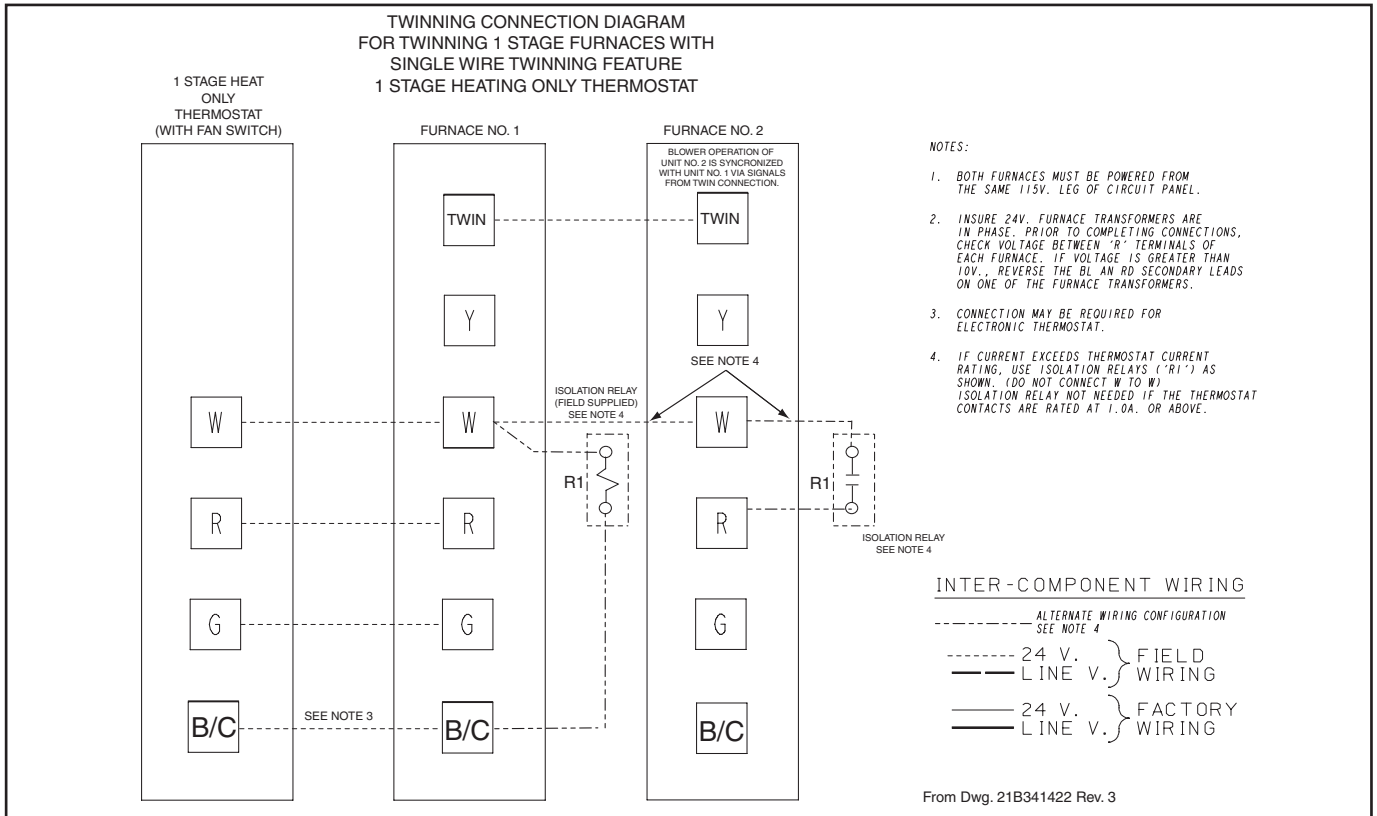 TWINNING CONNECTION DIAGRAM
FOR TWINNING 1 STAGE FURNACES WITH
SINGLE WIRE TWINNING FEATURE
1 STAGE HEATING ONLY THERMOSTAT
1 STAGE HEAT
ONLY
THERMOSTAT
(WITH FAN SWITCH)
W
R
G
B/C
SEE NOTE 3
FURNACE NO. 1
TWIN
Y
W
R
G
B/C
ISOLATION RELAY
(FIELD SUPPLIED)
SEE NOTE 4
R1
FURNACE NO. 2
BLOWER OPERATION OF
UNIT NO. 2 IS SYNCRONIZED
WITH UNIT NO. 1 VIA SIGNALS
FROM TWIN CONNECTION.
TWIN
Y
SEE NOTE 4
W
R
G
B/C
R1
ISOLATION RELAY
SEE NOTE 4
NOTES:
1. BOTH FURNACES MUST BE POWERED FROM
THE SAME 115V. LEG OF CIRCUIT PANEL.
2. INSURE 24V. FURNACE TRANSFORMERS ARE
IN PHASE. PRIOR TO COMPLETING CONNECTIONS,
CHECK VOLTAGE BETWEEN 'R' TERMINALS OF
EACH FURNACE. IF VOLTAGE IS GREATER THAN
10V., REVERSE THE BL AN RD SECONDARY LEADS
ON ONE OF THE FURNACE TRANSFORMERS.
3. CONNECTION MAY BE REQUIRED FOR
ELECTRONIC THERMOSTAT.
4. IF CURRENT EXCEEDS THERMOSTAT CURRENT
RATING, USE ISOLATION RELAYS ('R1') AS
SHOWN. (DO NOT CONNECT W TO W)
ISOLATION RELAY NOT NEEDED IF THE THERMOSTAT
CONTACTS ARE RATED AT 1.0A. OR ABOVE.
INTER-COMPONENT WIRING
ALTERNATE WIRING CONFIGURATION
SEE NOTE 4
24 V. FIELD
LINE V. WIRING
24 V. FACTORY
LINE V. WIRING
From Dwg. 21B341422 Rev. 3